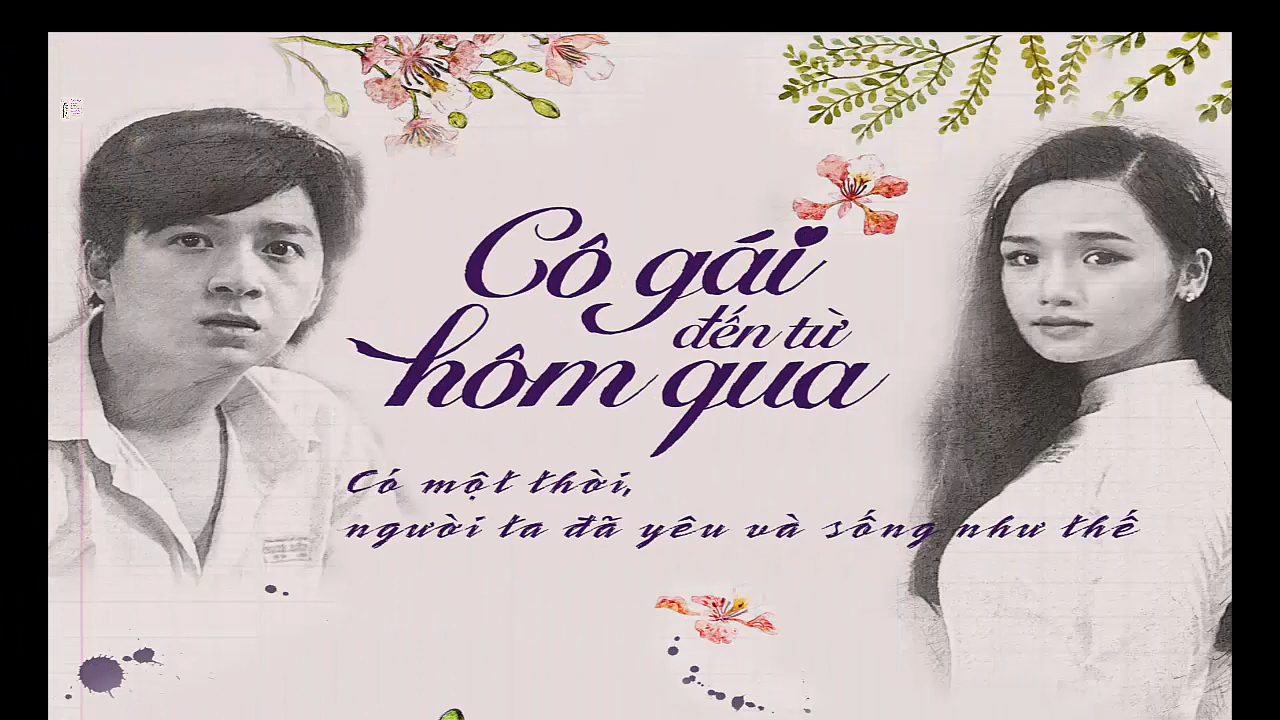 Cô gái
đến từ
hôm qua
Có một thời,
người ta đã yêu và sống như thế